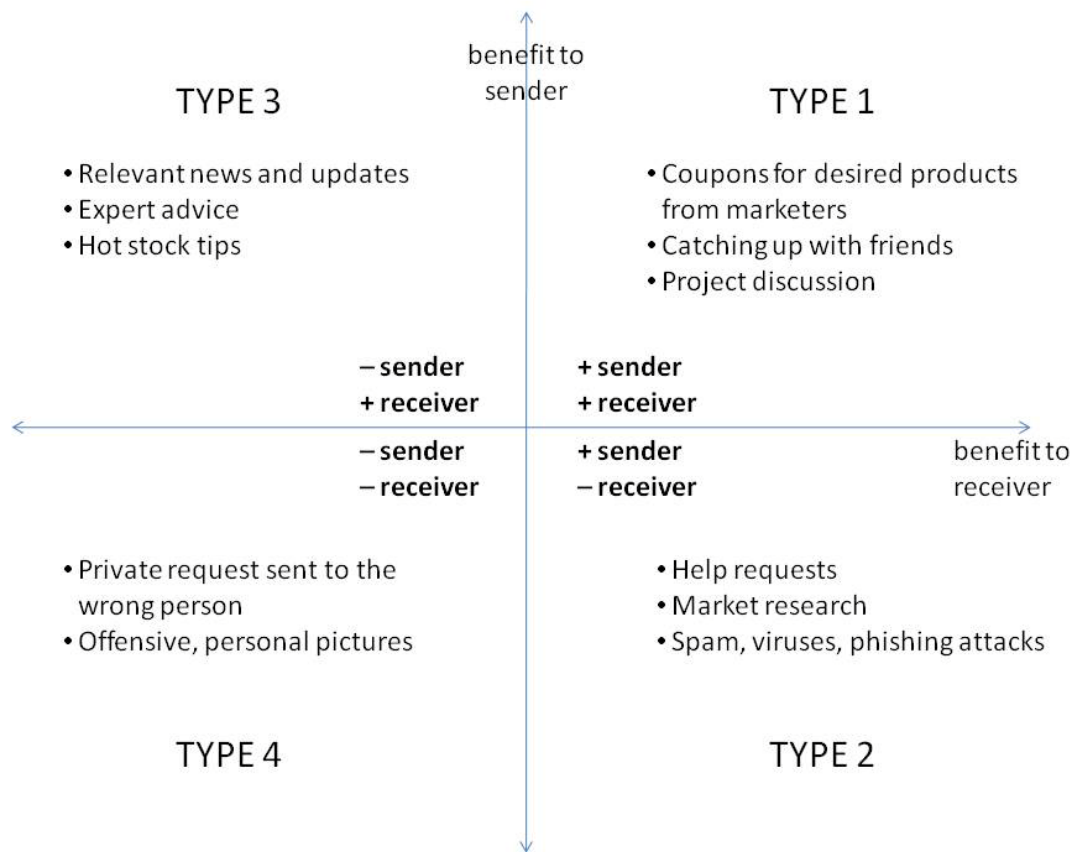 benefit to
sender
TYPE 3
• Relevant news and updates
• Expert advice
• Hot stock tips
TYPE 1
• Coupons for desired products
from marketers
• Catching up with friends
• Project discussion
– sender
+ receiver
+ sender
+ receiver
– sender
– receiver
+ sender
– receiver
benefit to
receiver
• Private request sent to the
wrong person
• Offensive, personal pictures
TYPE 4
• Help requests
• Market research
• Spam, viruses, phishing attacks
TYPE 2